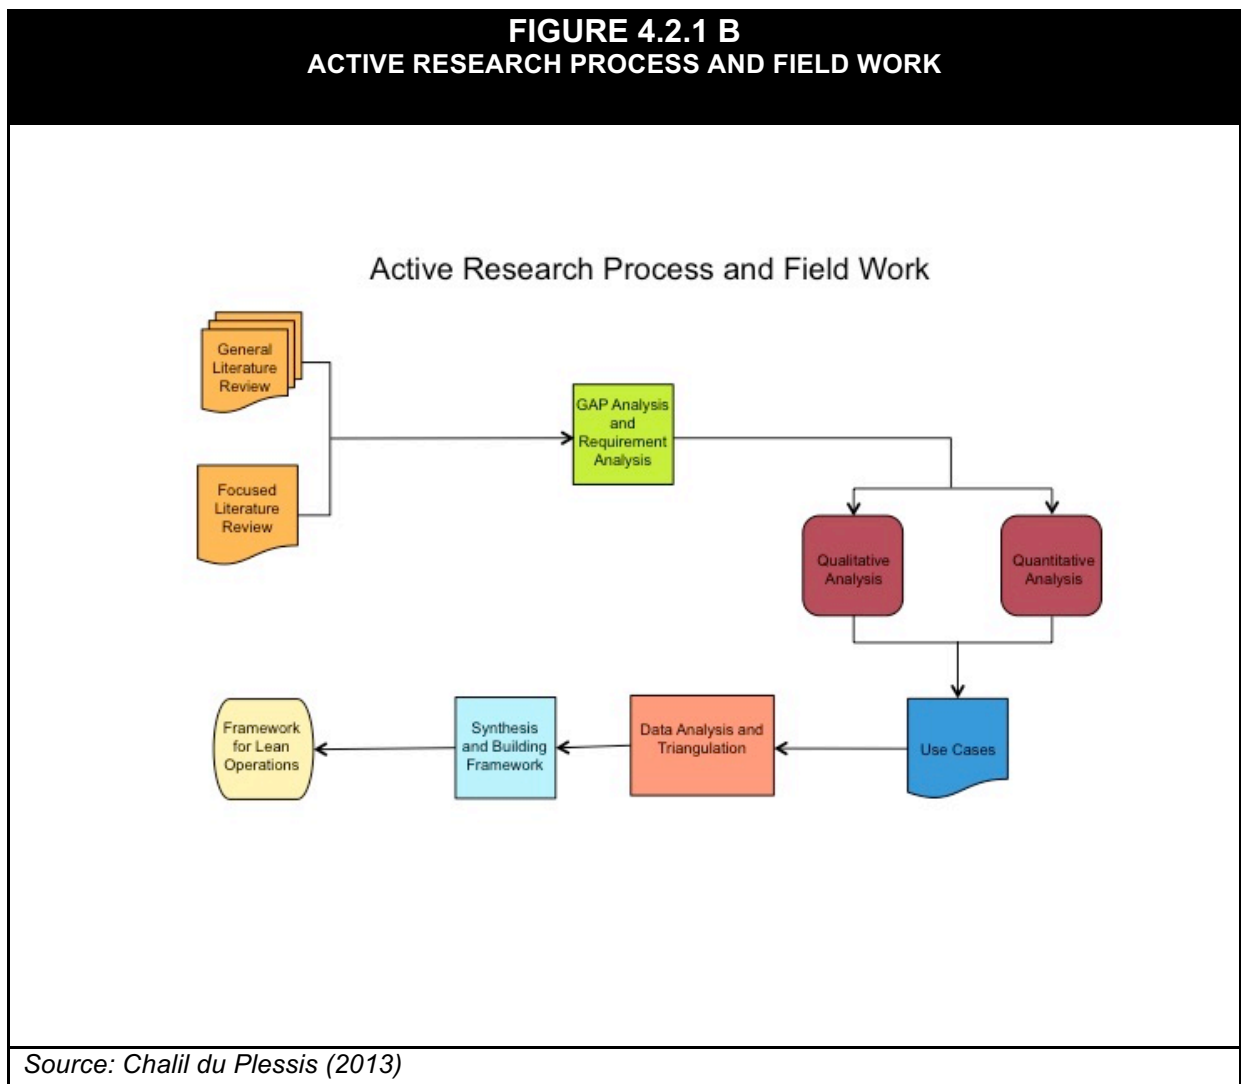 FIGURE 4.2.1 B
ACTIVE RESEARCH PROCESS AND FIELD WORK
Active Research Process and Field Work
General
Literature
Review
Focused
Literature
Review
GAP Analysis
and
Requirement
Analysis
Qualitative
Analysis
Quantitative
Analysis
Framework
for Lean
Operations
Synthesis
and Building
Framework
Data Analysis and
Triangulation
Use Cases
Source: Chalil du Plessis (2013)